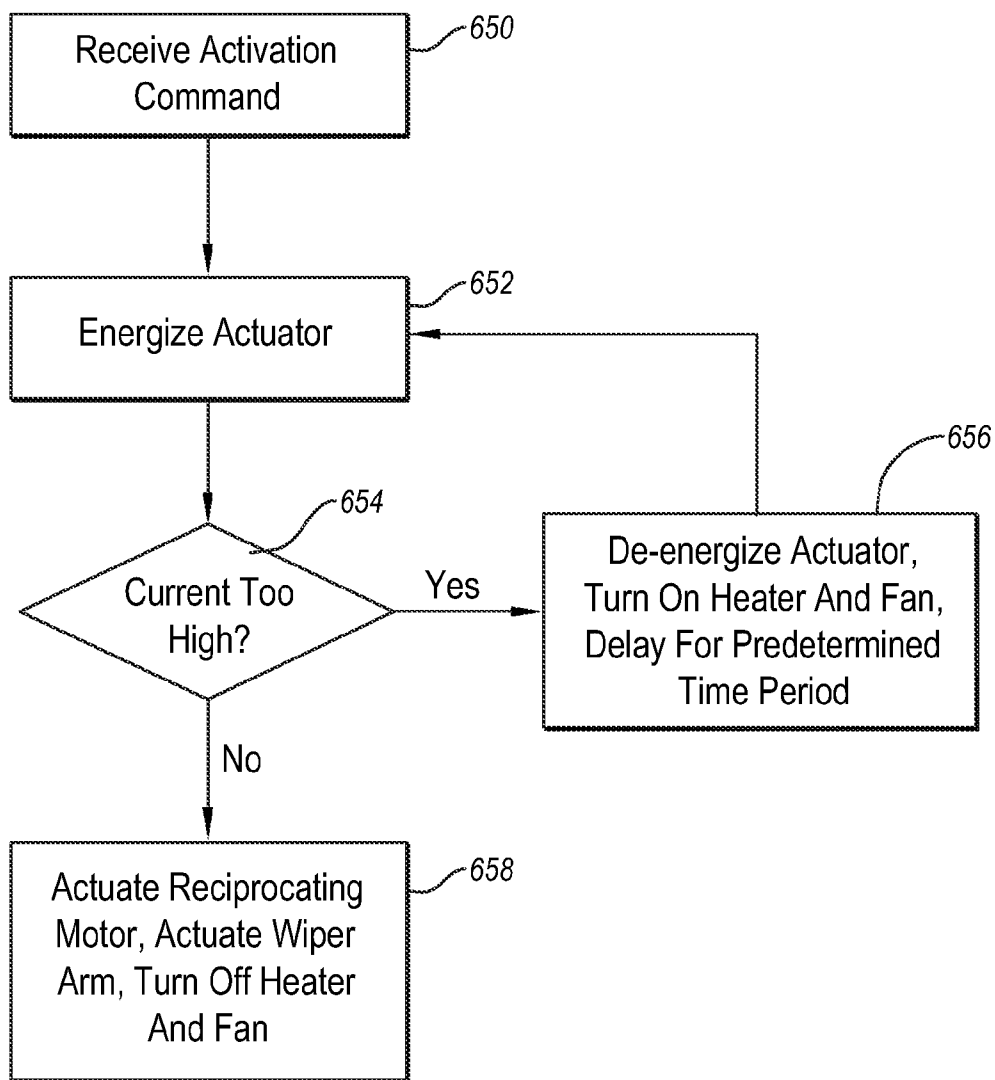 650
Receive Activation
Command
652
Energize Actuator
654
Current Too
High?
Yes
656
De-energize Actuator,
Turn On Heater And Fan,
Delay For Predetermined
Time Period
No
658
Actuate Reciprocating
Motor, Actuate Wiper
Arm, Turn Off Heater
And Fan